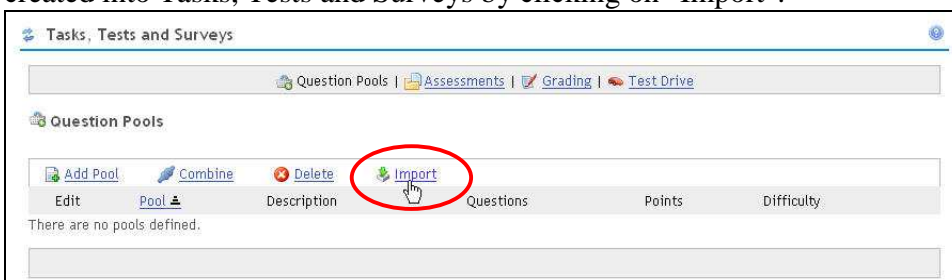 created into Tasks, Tests and Surveys by clicking on "Import".
Tasks, Tests and Surveys
Question Pools | Assessments | Grading | Test Drive
Question Pools
Add Pool Combine Delete Import
Edit Pool Description Questions Points Difficulty
There are no pools defined.